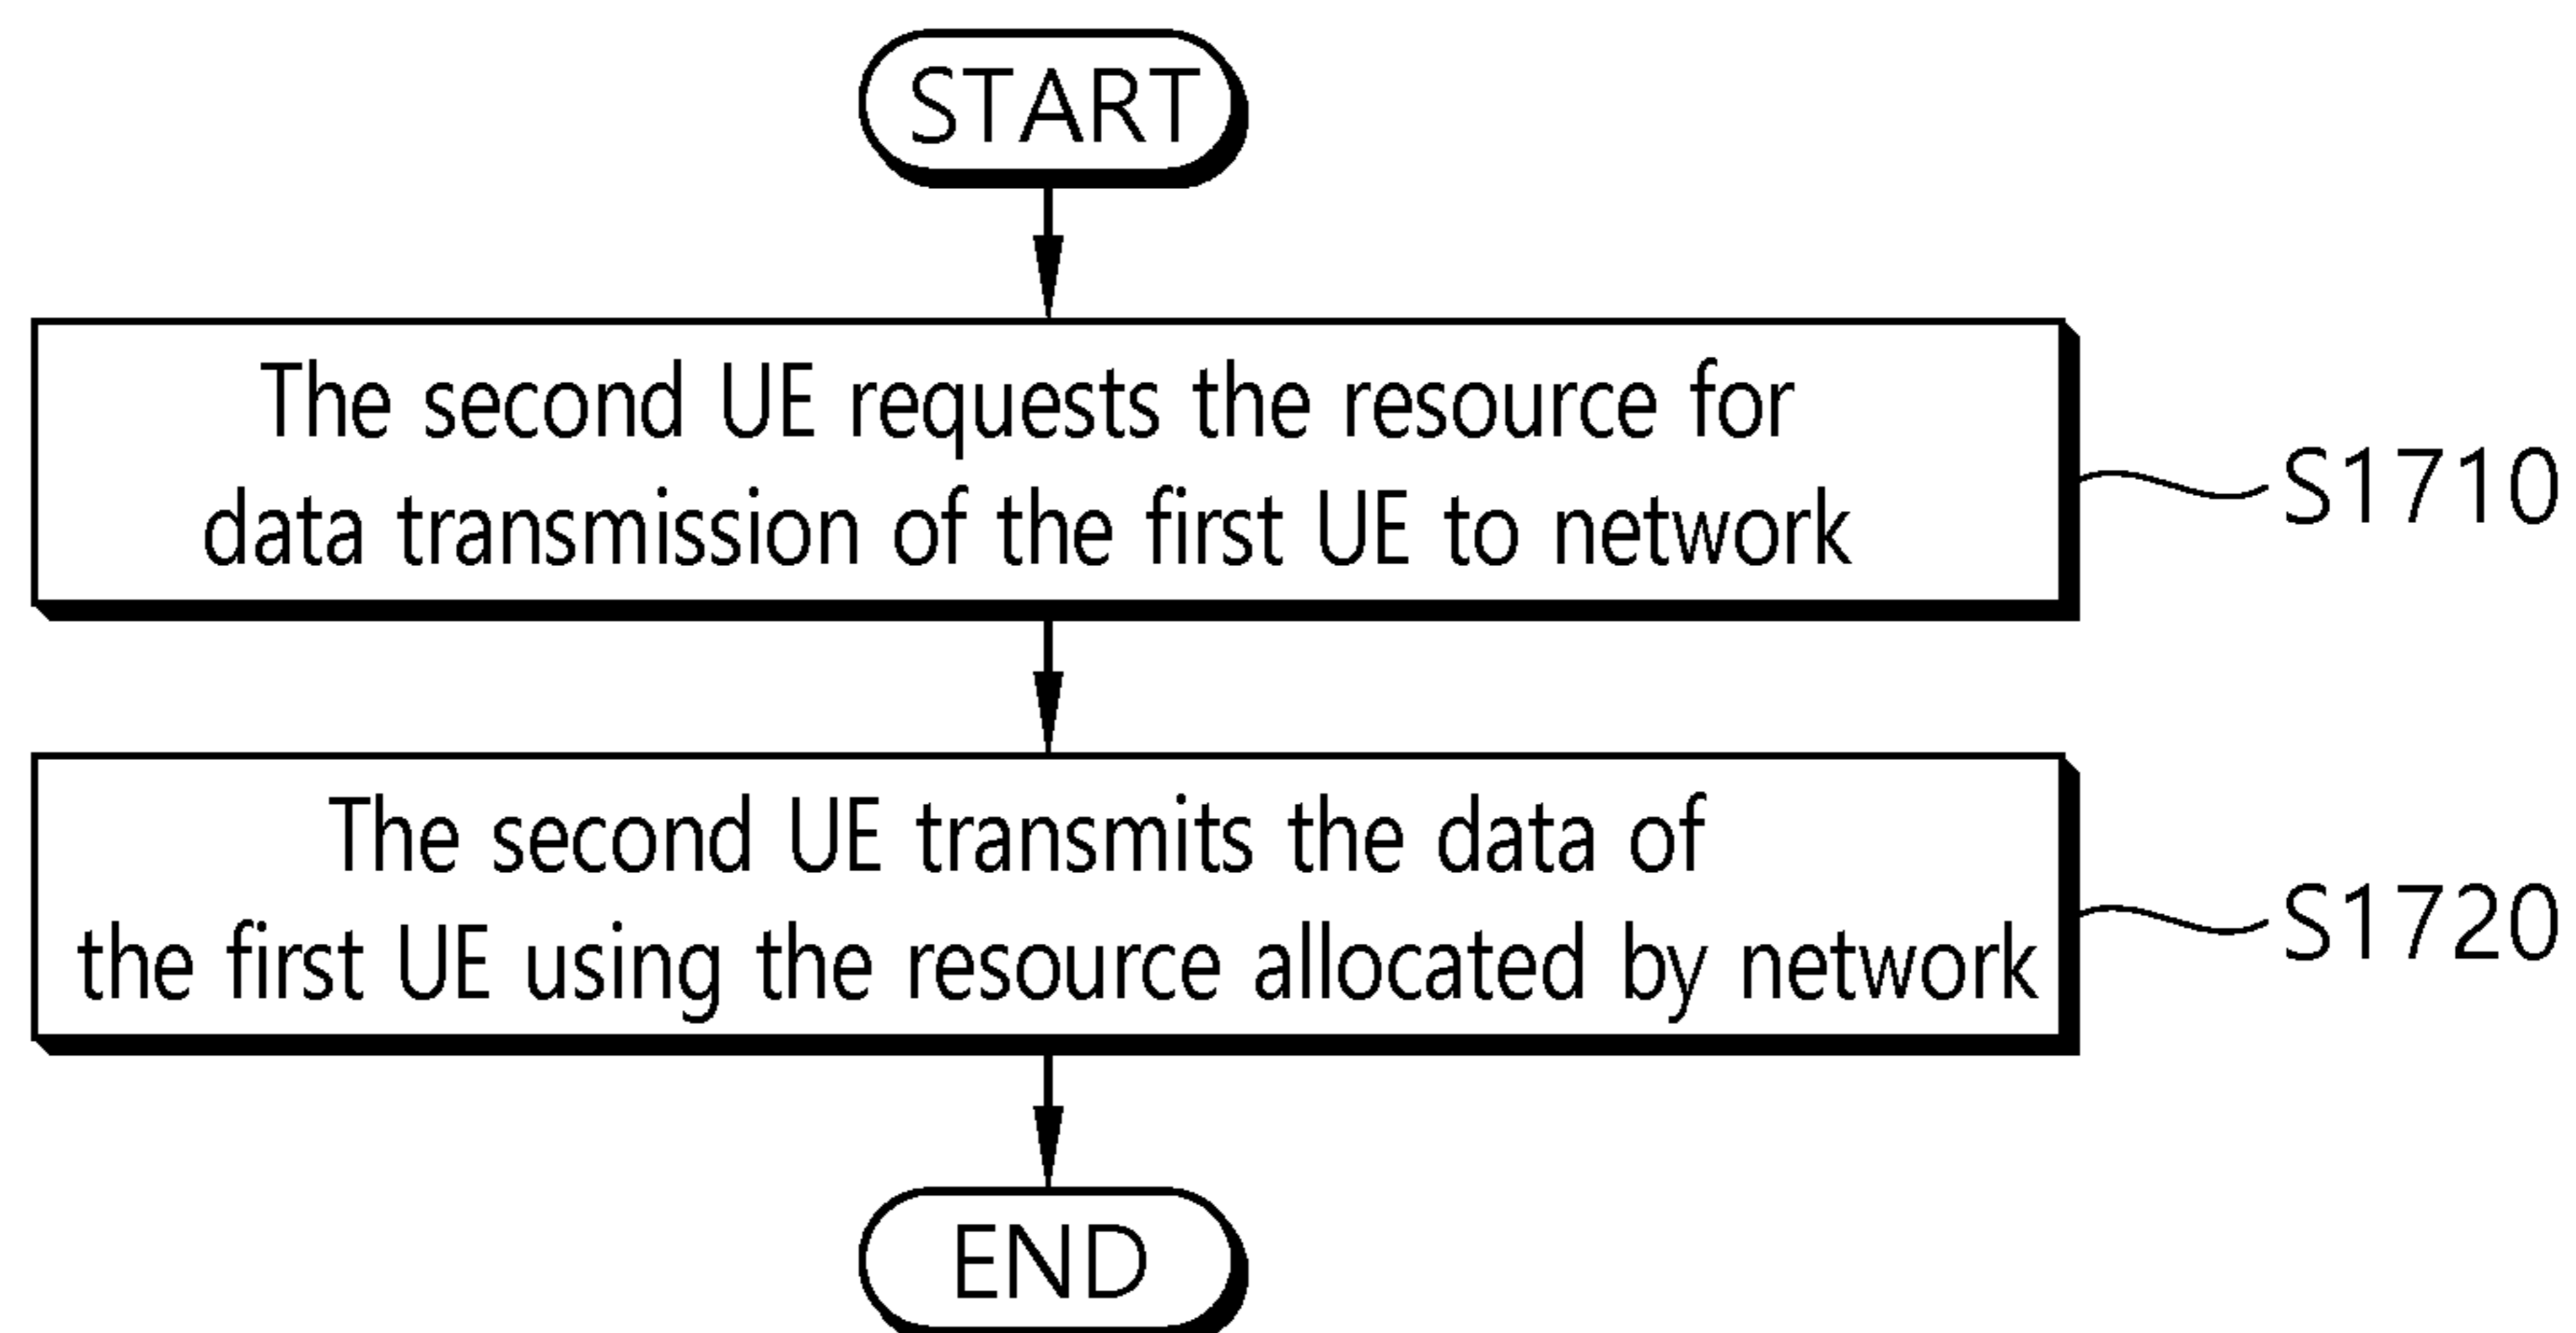 START
The second UE requests the resource for
data transmission of the first UE to network
S1710
The second UE transmits the data of
the first UE using the resource allocated by network
S1720
END